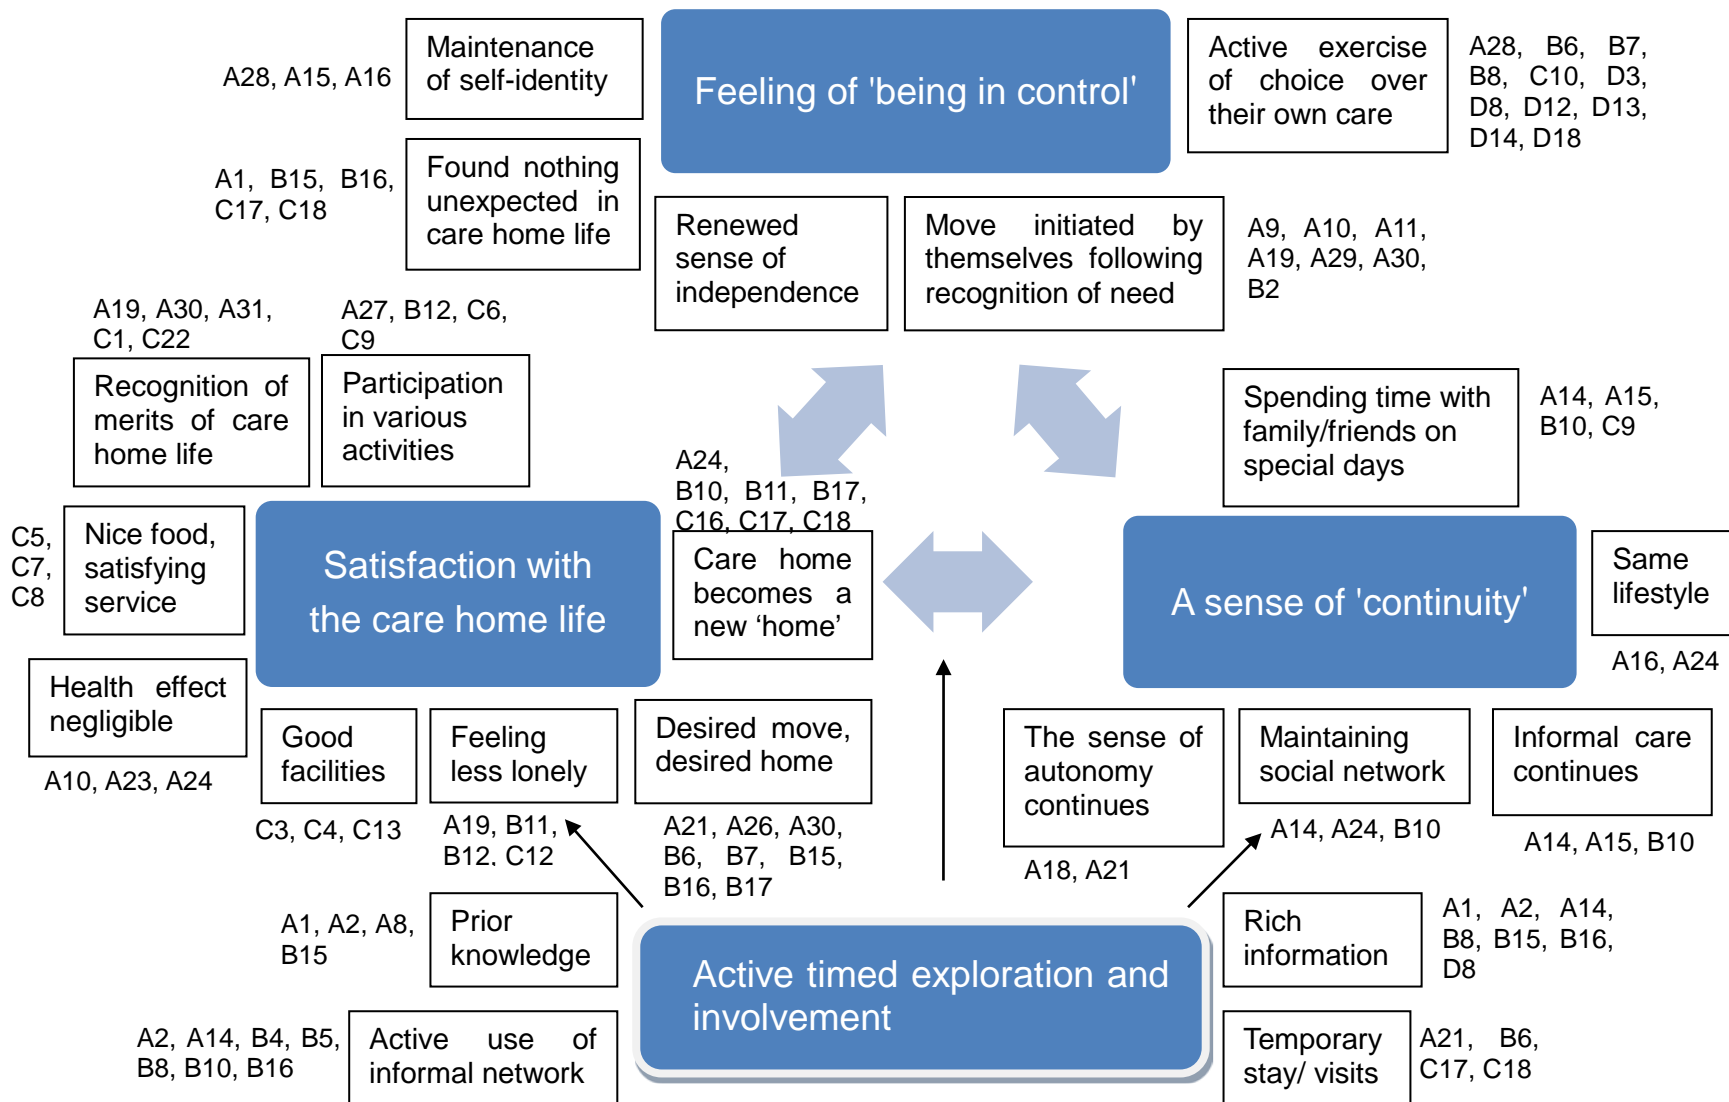 A28, A15, A16
Maintenance
of self-identity
Feeling of 'being in control'
Active exercise
of choice over
their own care
A28, B6, B7,
B8, C10, D3,
D8, D12, D13,
D14, D18
A1, B15, B16,
C17, C18
Found nothing
unexpected in
care home life
Renewed
sense of
independence
Move initiated by
themselves following
recognition of need
A9, A10, A11,
A19, A29, A30,
B2
A19, A30, A31,
C1, C22
Recognition of
merits of care
home life
A27, B12, C6,
C9
Participation
in various
activities
Spending time with
family/friends on
special days
A14, A15,
B10, C9
C5,
C7,
C8
Nice food,
satisfying
service
Satisfaction with
the care home life
A24,
B10, B11, B17,
C16, C17, C18
Care home
becomes a
new ‘home’
A sense of 'continuity'
Same
lifestyle
A16, A24
Health effect
negligible
A10, A23, A24
Good
facilities
C3, C4, C13
Feeling
less lonely
A19, B11,
B12, C12
Desired move,
desired home
A21, A26, A30,
B6, B7, B15,
B16, B17
The sense of
autonomy
continues
A18, A21
Maintaining
social network
A14, A24, B10
Informal care
continues
A14, A15, B10
A1, A2, A8,
B15
Prior
knowledge
Active timed exploration and
involvement
Rich
information
A1, A2, A14,
B8, B15, B16,
D8
A2, A14, B4, B5,
B8, B10, B16
Active use of
informal network
Temporary
stay/ visits
A21, B6,
C17, C18